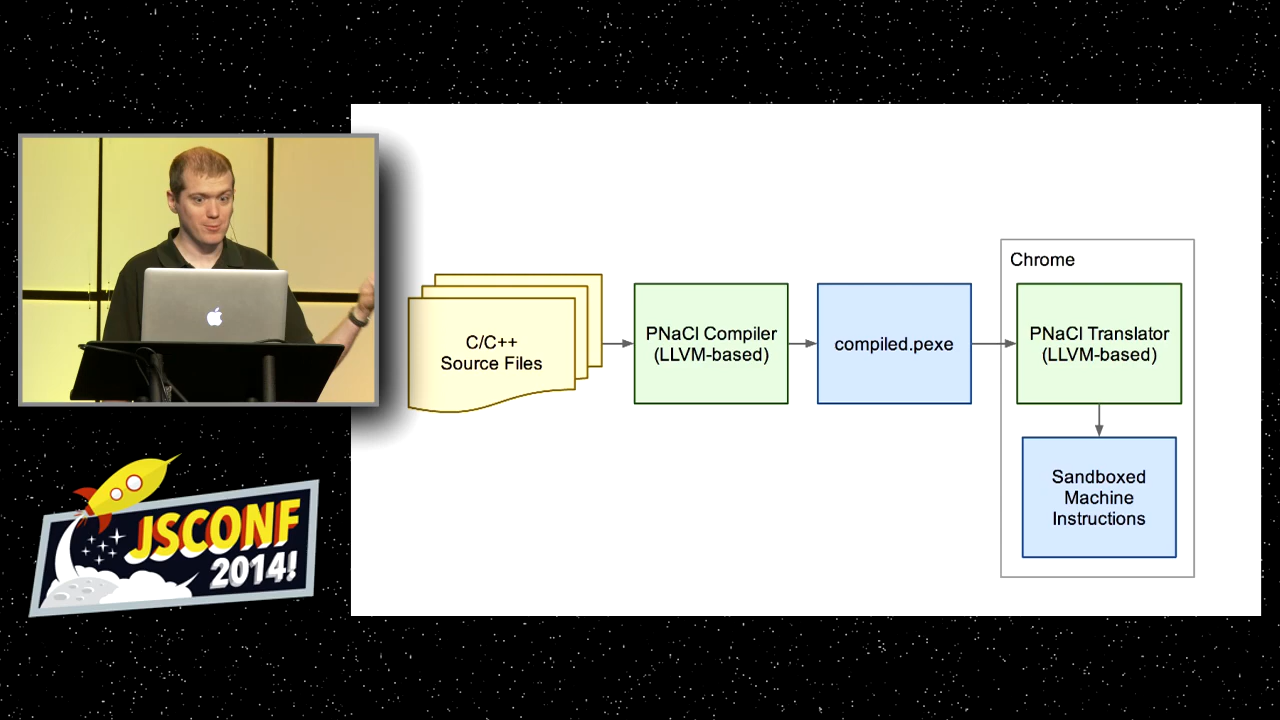 C/C++
Source Files
PNaCl Compiler
(LLVM-based)
compiled.pexe
Chrome
PNaCl Translator
(LLVM-based)
Sandboxed
Machine
Instructions
JSCONF
2014!